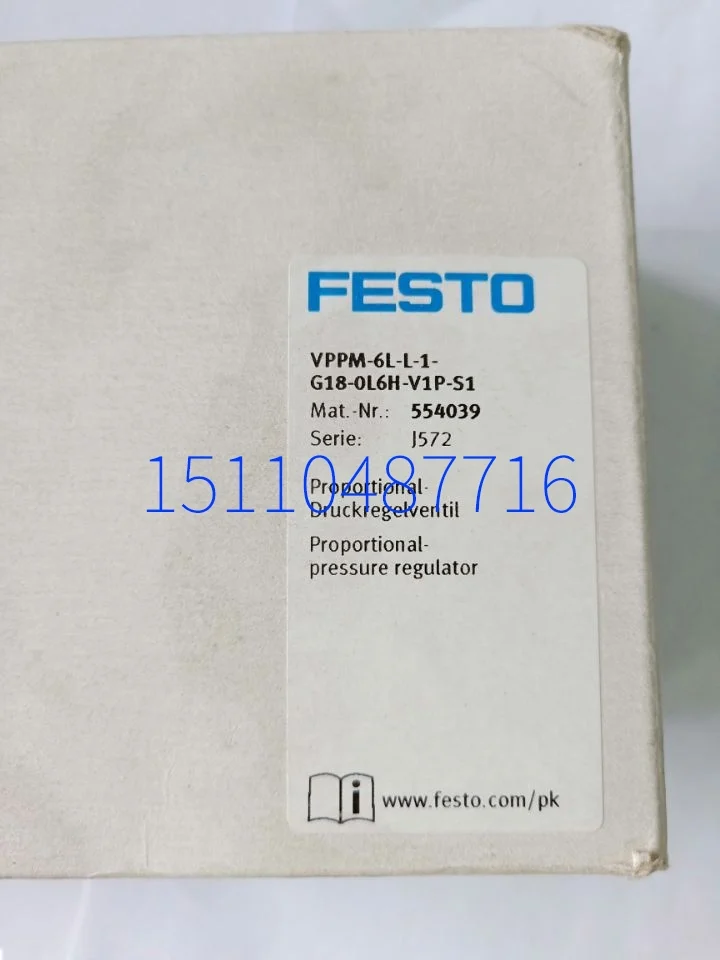 FESTO
VPPM-6L-L-1-
G18-0L6H-V1P-S1
Mat.-Nr.: 554039
Serie: J572
15110487716
Proportional-
Druckregelventil
Proportional-
pressure regulator
i www.festo.com/pk